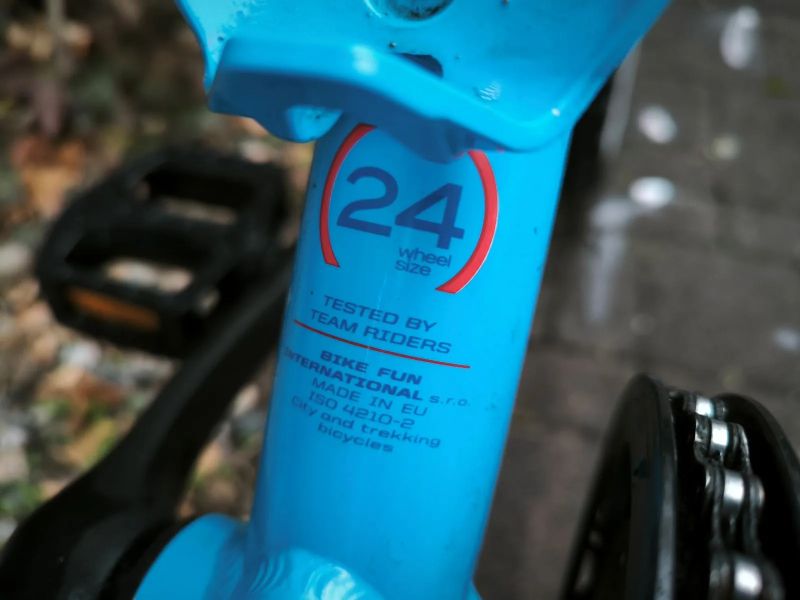 24
wheel
size
TESTED BY
TEAM RIDERS
BIKE FUN
INTERNATIONAL s.r.o.
MADE IN EU
ISO 4210-2
City and trekking
bicycles